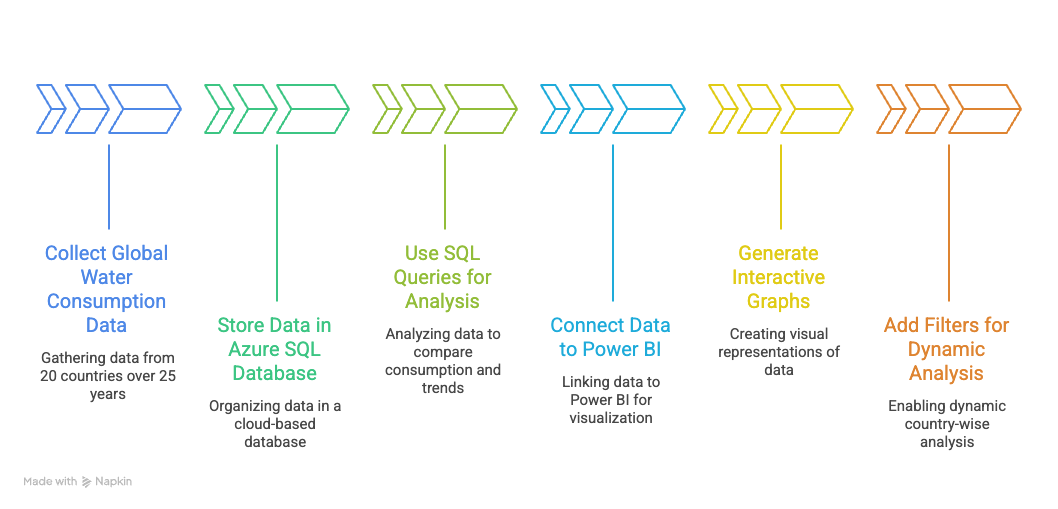 Collect Global
Water
Consumption
Data
Gathering data from
20 countries over 25
years
Store Data in
Azure SQL
Database
Organizing data in a
cloud-based
database
Use SQL
Queries for
Analysis
Analyzing data to
compare
consumption and
trends
Connect Data
to Power BI
Linking data to
Power BI for
visualization
Generate
Interactive
Graphs
Creating visual
representations of
data
Add Filters for
Dynamic
Analysis
Enabling dynamic
country-wise
analysis
Made with Napkin